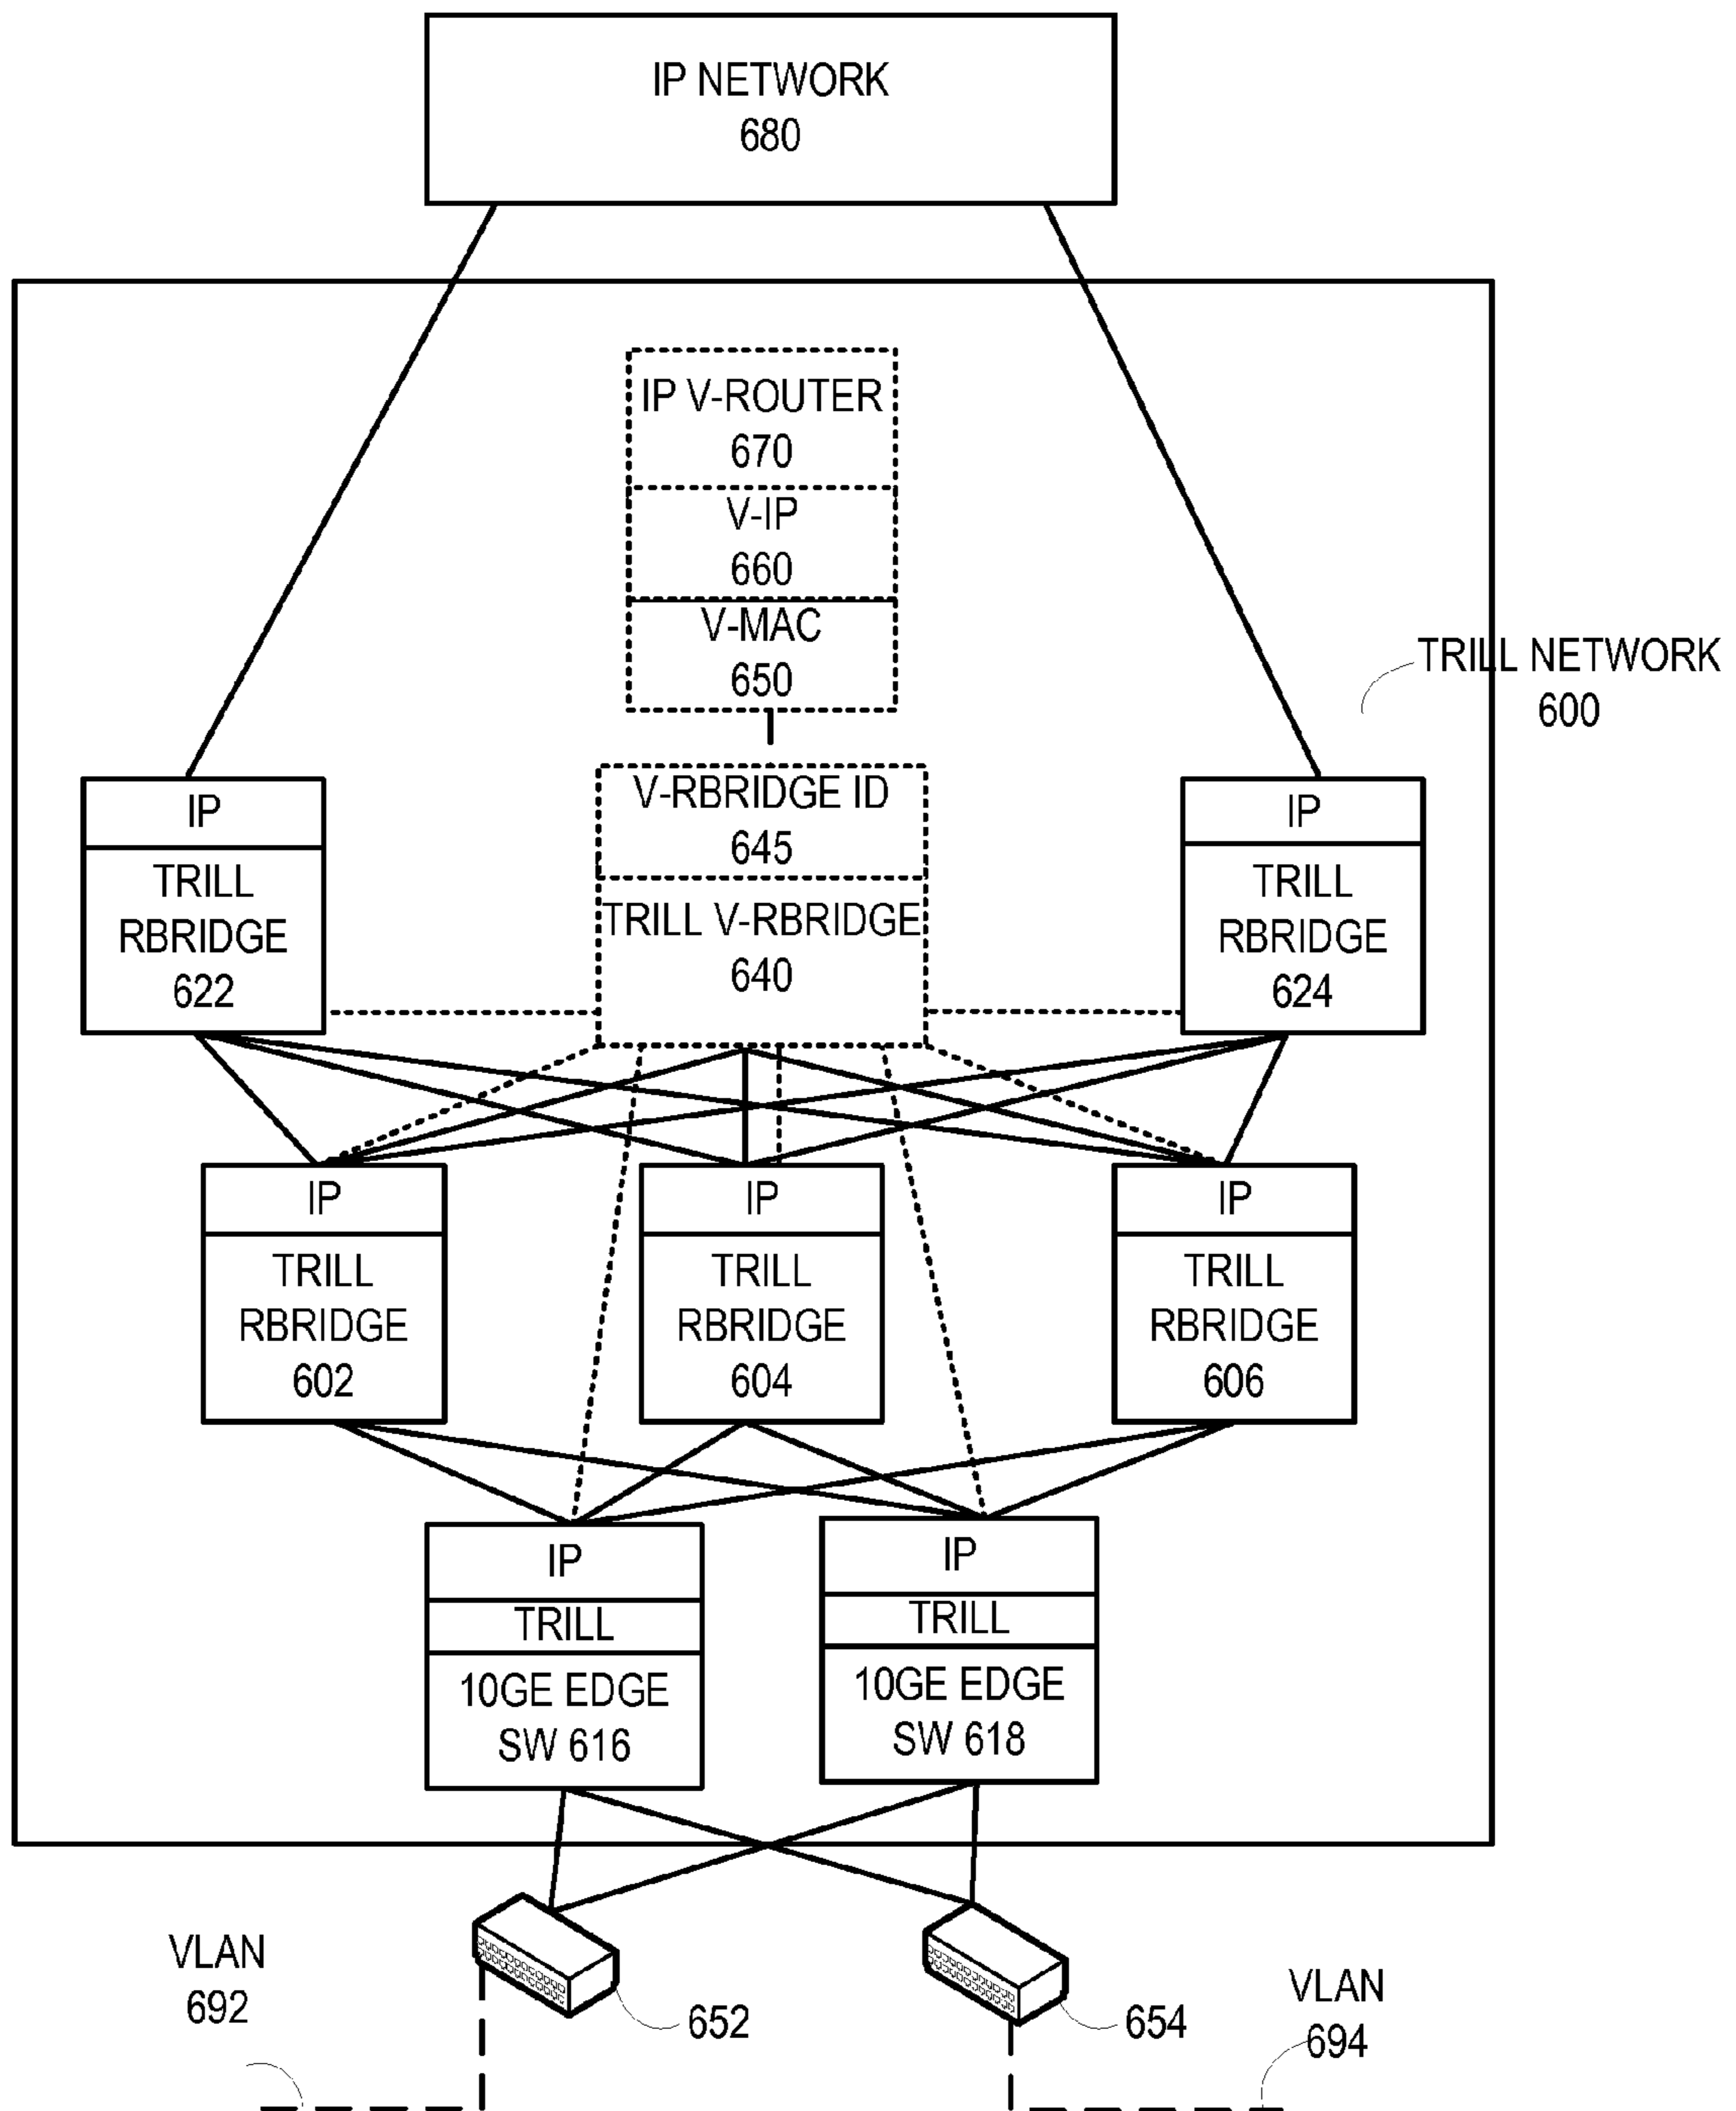 IP NETWORK
680
IP V-ROUTER
670
V-IP
660
V-MAC
650
TRILL NETWORK
600
V-RBRIDGE ID
645
TRILL V-RBRIDGE
640
IP
TRILL
RBRIDGE
622
IP
TRILL
RBRIDGE
624
IP
TRILL
RBRIDGE
602
IP
TRILL
RBRIDGE
604
IP
TRILL
RBRIDGE
606
IP
TRILL
10GE EDGE
SW 616
IP
TRILL
10GE EDGE
SW 618
VLAN
692
652
654
VLAN
694